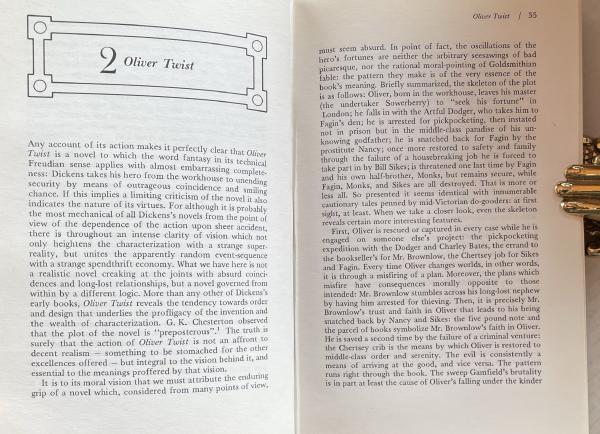 2 Oliver Twist
Any account of its action makes it perfectly clear that Oliver
Twist is a novel to which the word fantasy in its technical
Freudian sense applies with almost embarrassing complete-
ness: Dickens takes his hero from the workhouse to unending
security by means of outrageous coincidence and smiling
chance. If this implies a limiting criticism of the novel it also
indicates the nature of its virtues. For although it is probably
the most mechanical of all Dickens's novels from the point of
view of the dependence of the action upon sheer accident,
there is throughout an intense clarity of vision which not
only heightens the characterization with a strange super-
reality, but unites the apparently random event-sequence
with a strange spendthrift economy. What we have here is not
a realistic novel creaking at the joints with absurd coinci-
dences and long-lost relationships, but a novel governed from
within by a different logic. More than any other of Dickens's
early books, Oliver Twist reveals the tendency towards order
and design that underlies the profligacy of the invention and
the wealth of characterization. G. K. Chesterton observed
that the plot of the novel is "preposterous".¹ The truth is
surely that the action of Oliver Twist is not an affront to
decent realism – something to be stomached for the other
excellences offered – but integral to the vision behind it, and
essential to the meanings proffered by that vision.
It is to its moral vision that we must attribute the enduring
grip of a novel which, considered from many points of view,
Oliver Twist / 55
must seem absurd. In point of fact, the oscillations of the
hero's fortunes are neither the arbitrary seesawings of bad
picaresque, nor the rational moral-pointing of Goldsmithian
fable: the pattern they make is of the very essence of the
book's meaning. Briefly summarized, the skeleton of the plot
is as follows: Oliver, born in the workhouse, leaves his master
(the undertaker Sowerberry) to "seek his fortune" in
London; he falls in with the Artful Dodger, who takes him to
Fagin's den; he is arrested for pickpocketing, then instated
not in prison but in the middle-class paradise of his un-
knowing godfather; he is snatched back for Fagin by the
prostitute Nancy; once more restored to safety and family
through the failure of a housebreaking job he is forced to
take part in by Bill Sikes; is threatened one last time by Fagin
and his own half-brother, Monks, but remains secure, while
Fagin, Monks, and Sikes are all destroyed. That is more or
less all. So presented it seems identical with innumerable
cautionary tales penned by mid-Victorian do-gooders: at first
sight, at least. When we take a closer look, even the skeleton
reveals certain more interesting features.
First, Oliver is rescued or captured in every case while he is
engaged on someone else's project: the pickpocketing
expedition with the Dodger and Charley Bates, the errand to
the bookseller's for Mr. Brownlow, the Chertsey job for Sikes
and Fagin. Every time Oliver changes worlds, in other words,
it is through a misfiring of a plan. Moreover, the plans which
misfire have consequences morally opposite to those
intended: Mr Brownlow stumbles across his long-lost nephew
by having him arrested for thieving. Then, it is precisely Mr.
Brownlow's trust and faith in Oliver that leads to his being
snatched back by Nancy and Sikes: the five pound note and
the parcel of books symbolize Mr. Brownlow's faith in Oliver.
He is saved a second time by the failure of a criminal venture:
the Chertsey crib is the means by which Oliver is restored to
middle-class order and serenity. The evil is consistently a
means of arriving at the good, and vice versa. The pattern
runs right through the book. The sweep Gamfield's brutality
is in part at least the cause of Oliver's falling under the kinder